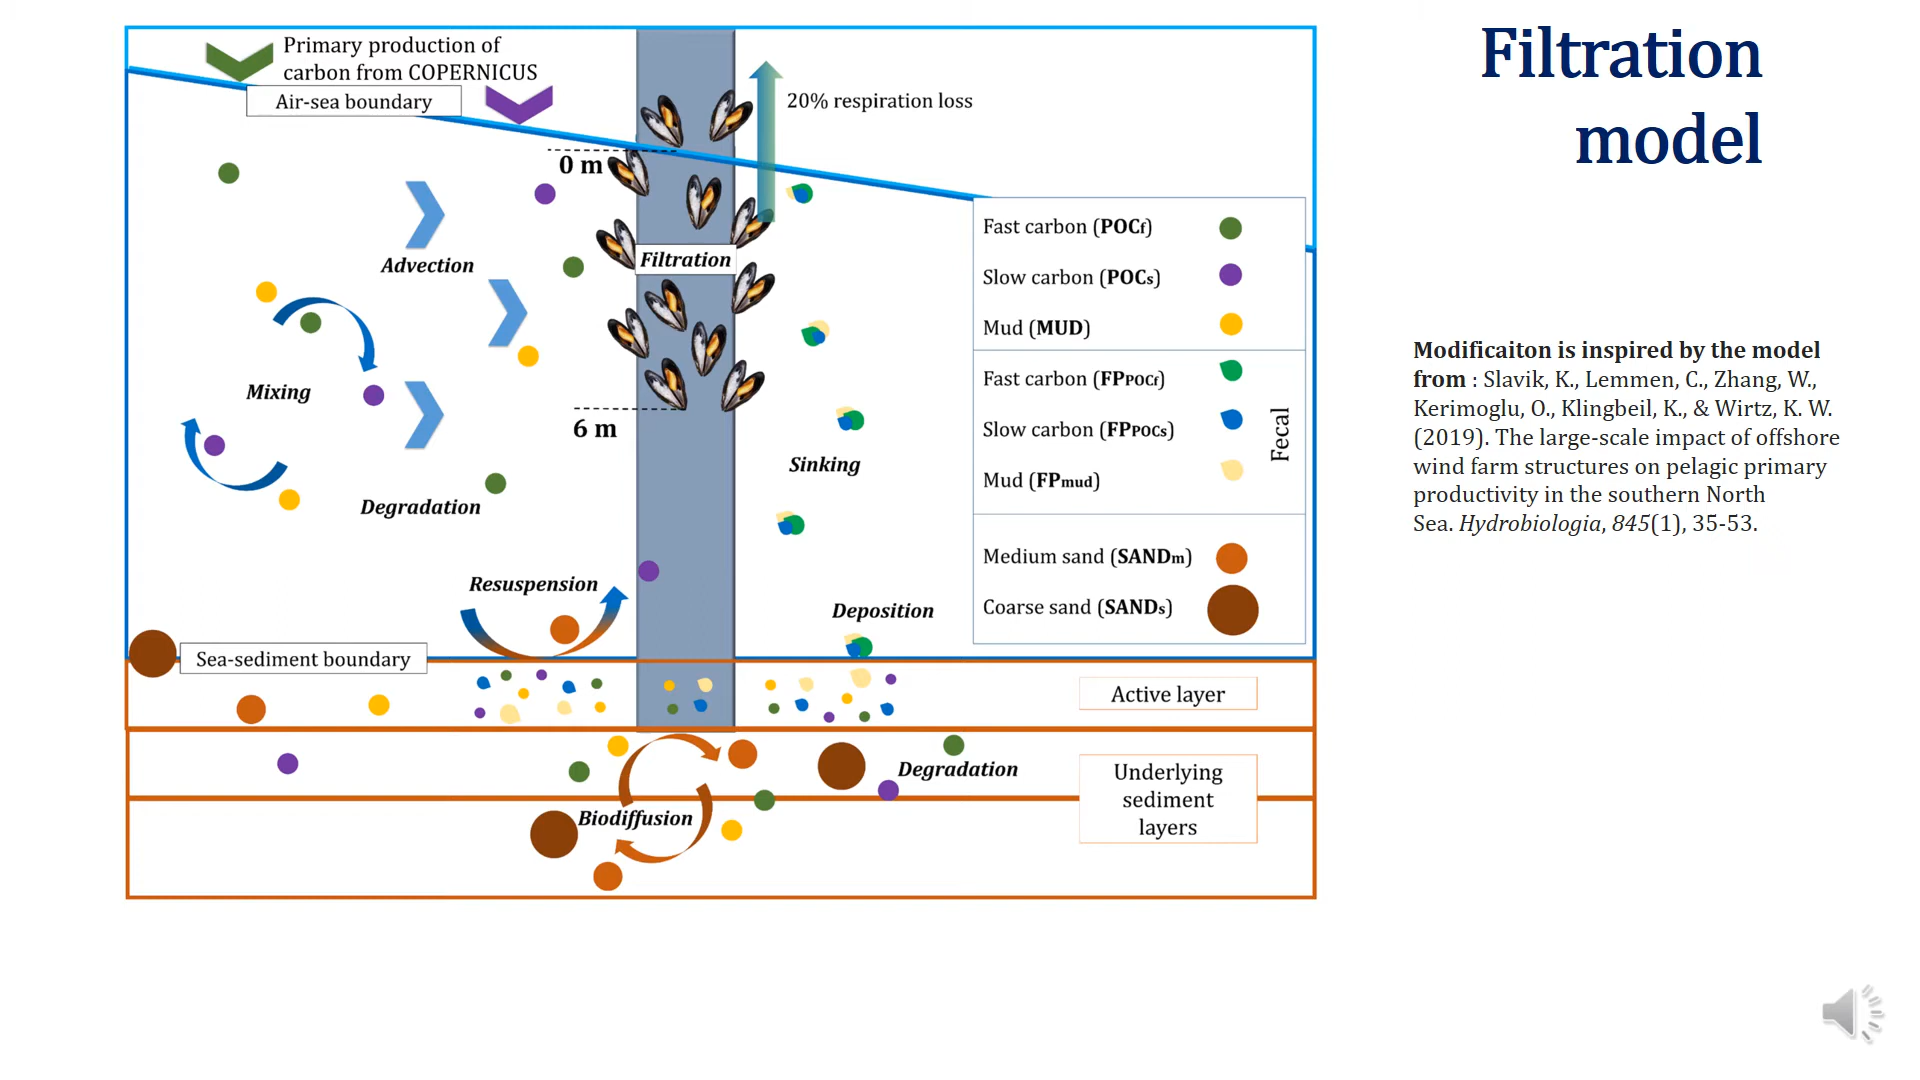 Filtration
model
Primary production of
carbon from COPERNICUS
Air-sea boundary
20% respiration loss
0 m
Advection
Filtration
Mixing
6 m
Sinking
Degradation
Resuspension
Deposition
Sea-sediment boundary
Active layer
Degradation
Underlying
sediment
layers
Biodiffusion
Fast carbon (POCf)
Slow carbon (POCs)
Mud (MUD)
Fast carbon (FPPOCf)
Slow carbon (FPPOCs)
Mud (FPmud)
Fecal
Medium sand (SANDm)
Coarse sand (SANDs)
Modificaiton is inspired by the model
from : Slavik, K., Lemmen, C., Zhang, W.,
Kerimoglu, O., Klingbeil, K., & Wirtz, K. W.
(2019). The large-scale impact of offshore
wind farm structures on pelagic primary
productivity in the southern North
Sea. Hydrobiologia, 845(1), 35-53.